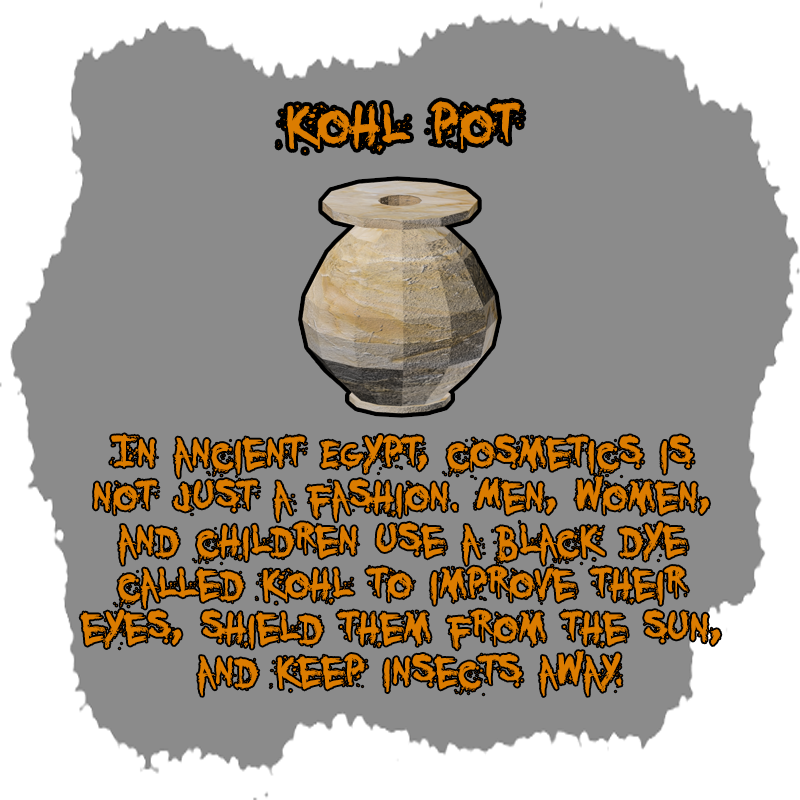 KOHL POT
IN ANCIENT EGYPT, COSMETICS IS
NOT JUST A FASHION. MEN, WOMEN,
AND CHILDREN USE A BLACK DYE
CALLED KOHL TO IMPROVE THEIR
EYES, SHIELD THEM FROM THE SUN,
AND KEEP INSECTS AWAY.